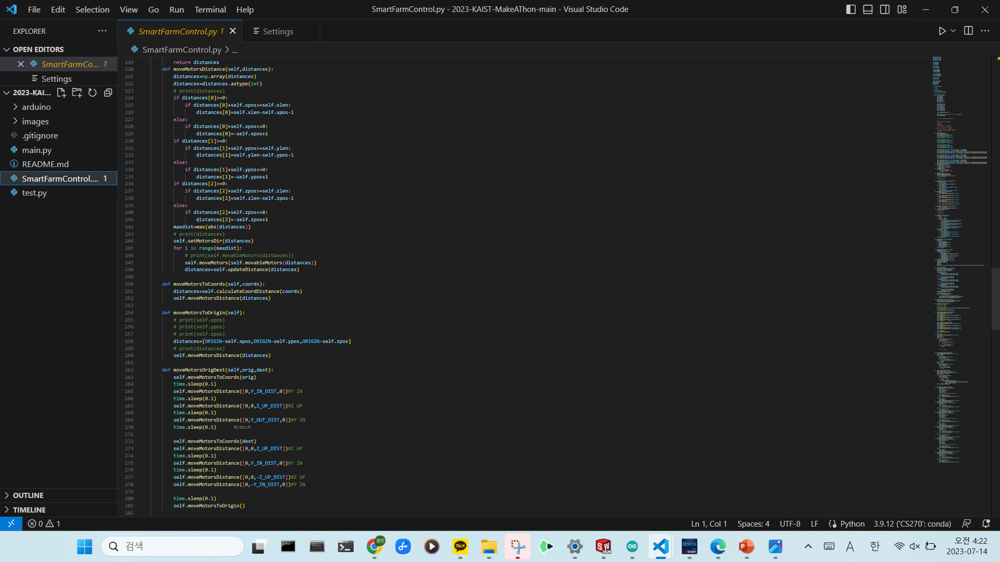 File Edit Selection View Go Run Terminal Help
SmartFarmControl.py - 2023-KAIST-MakeAThon-main - Visual Studio Code
EXPLORER
SmartFarmControl.py 1
Settings
OPEN EDITORS
SmartFarmCo... 1
Settings
2023-KAI...
arduino
images
.gitignore
main.py
README.md
SmartFarmControl.... 1
test.py
OUTLINE
TIMELINE
SmartFarmControl.py > ...
219 return distances
220 def moveMotorsDistance(self,distances):
221 distances=np.array(distances)
222 distances=distances.astype(int)
223 # print(distances)
224 if distances[0]>=0:
225 if distances[0]+self.xpos>=self.xlen:
226 distances[0]=self.xlen-self.xpos-1
227 else:
228 if distances[0]+self.xpos<=0:
229 distances[0]=-self.xpos+1
230 if distances[1]>=0:
231 if distances[1]+self.ypos>=self.ylen:
232 distances[1]=self.ylen-self.ypos-1
233 else:
234 if distances[1]+self.ypos<=0:
235 distances[1]=-self.ypos+1
236 if distances[2]>=0:
237 if distances[2]+self.zpos>=self.zlen:
238 distances[2]=self.zlen-self.zpos-1
239 else:
240 if distances[2]+self.zpos<=0:
241 distances[2]=-self.zpos+1
242 maxdist=max(abs(distances))
243 # print(distances)
244 self.setMotorsDir(distances)
245 for i in range(maxdist):
246 # print(self.movableMotors(distances))
247 self.moveMotors(self.movableMotors(distances))
248 distances=self.updateDistance(distances)
249
250 def moveMotorsToCoords(self,coords):
251 distances=self.calculateCoordDistance(coords)
252 self.moveMotorsDistance(distances)
253
254 def moveMotorsToOrigin(self):
255 # print(self.xpos)
256 # print(self.ypos)
257 # print(self.zpos)
258 distances=[ORIGIN-self.xpos,ORIGIN-self.ypos,ORIGIN-self.zpos]
259 # print(distances)
260 self.moveMotorsDistance(distances)
261
262 def moveMotorsOrigDest(self,orig,dest):
263 self.moveMotorsToCoords(orig)
264 time.sleep(0.1)
265 self.moveMotorsDistance([0,Y_IN_DIST,0])#Y IN
266 time.sleep(0.1)
267 self.moveMotorsDistance([0,0,Z_UP_DIST])#Z UP
268 time.sleep(0.1)
269 self.moveMotorsDistance([0,Y_OUT_DIST,0])#Y IN
270 time.sleep(0.1) #catch
271
272 self.moveMotorsToCoords(dest)
273 self.moveMotorsDistance([0,0,Z_UP_DIST])#Z UP
274 time.sleep(0.1)
275 self.moveMotorsDistance([0,Y_IN_DIST,0])#Y IN
276 time.sleep(0.1)
277 self.moveMotorsDistance([0,0,-Z_UP_DIST])#Z UP
278 self.moveMotorsDistance([0,-Y_IN_DIST,0])#Y IN
279
280 time.sleep(0.1)
281 self.moveMotorsToOrigin()
282
0 1
Ln 1, Col 1 Spaces: 4 UTF-8 LF Python 3.9.12 ('CS270': conda)
검색
경민
TALK
SW
2020
3DWOX
Sindoh
P
A 한
오전 4:22
2023-07-14